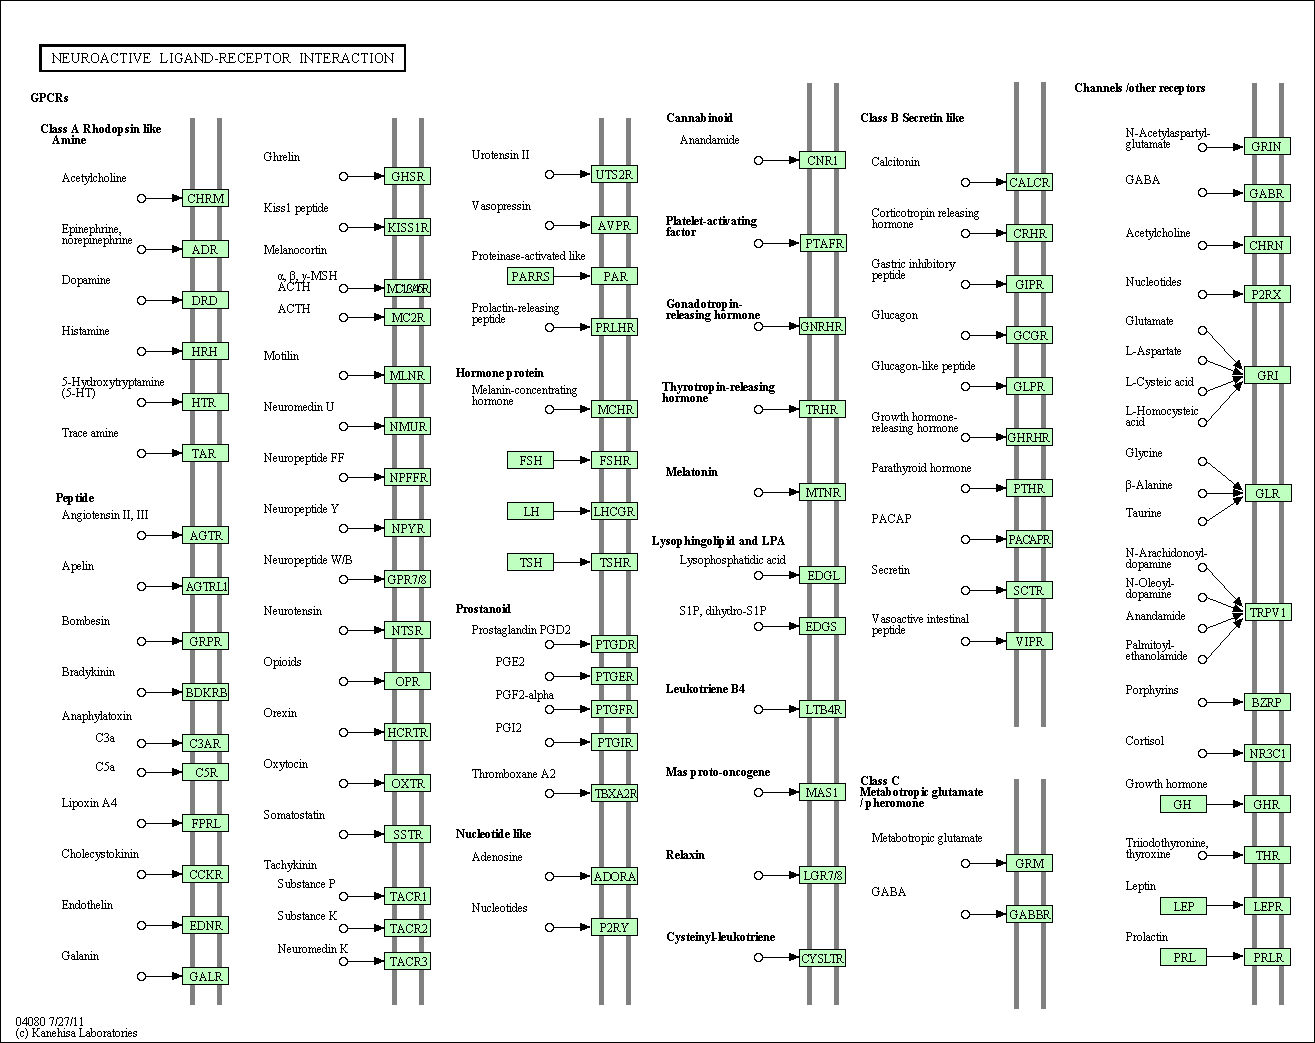 NEUROACTIVE LIGAND-RECEPTOR INTERACTION
GPCRs
Class A Rhodopsin like
Amine
Acetylcholine
CHRM
Epinephrine,
norepinephrine
ADR
Dopamine
DRD
Histamine
HRH
5-Hydroxytryptamine
(5-HT)
HTR
Trace amine
TAR
Peptide
Angiotensin II, III
AGTR
Apelin
AGTRL1
Bombesin
GRPR
Bradykinin
BDKRB
Anaphylatoxin
C3a
C3AR
C5a
C5R
Lipoxin A4
FPRL
Cholecystokinin
CCKR
Endothelin
EDNR
Galanin
GALR
Ghrelin
GHSR
Kiss1 peptide
KISS1R
Melanocortin
α, β, γ-MSH
ACTH
ACTH
MC2R
Motilin
MLNR
Neuromedin U
NMUR
Neuropeptide FF
NPFFR
Neuropeptide Y
NPYR
Neuropeptide W/B
GPR7/8
Neurotensin
NTSR
Opioids
OPR
Orexin
HCRTR
Oxytocin
OXTR
Somatostatin
SSTR
Tachykinin
Substance P
TACR1
Substance K
TACR2
Neuromedin K
TACR3
Urotensin II
UTS2R
Vasopressin
AVPR
Proteinase-activated like
PARRS PAR
Prolactin-releasing
peptide
PRLHR
Hormone protein
Melanin-concentrating
hormone
MCHR
FSH FSHR
LH LHCGR
TSH TSHR
Prostanoid
Prostaglandin PGD2
PTGDR
PGE2
PTGER
PGF2-alpha
PTGFR
PGI2
PTGIR
Thromboxane A2
TBXA2R
Nucleotide like
Adenosine
ADORA
Nucleotides
P2RY
Cannabinoid
Anandamide
CNR1
Platelet-activating
factor
PTAFR
Gonadotropin-
releasing hormone
GNRHR
Thyrotropin-releasing
hormone
TRHR
Melatonin
MTNR
Lysophingolipid and LPA
Lysophosphatidic acid
EDGL
S1P, dihydro-S1P
EDGS
Leukotriene B4
LTB4R
Mas proto-oncogene
MAS1
Relaxin
LGR7/8
Cysteinyl-leukotriene
CYSLTR
Class B Secretin like
Calcitonin
CALCR
Corticotropin releasing
hormone
CRHR
Gastric inhibitory
peptide
GIPR
Glucagon
GCGR
Glucagon-like peptide
GLPR
Growth hormone-
releasing hormone
GHRHR
Parathyroid hormone
PTHR
PACAP
PACAPR
Secretin
SCTR
Vasoactive intestinal
peptide
VIPR
Class C
Metabotropic glutamate
/ pheromone
Metabotropic glutamate
GRM
GABA
GABBR
Channels /other receptors
N-Acetylaspartyl-
glutamate
GRIN
GABA
GABR
Acetylcholine
CHRN
Nucleotides
P2RX
Glutamate
L-Aspartate
GRI
L-Cysteic acid
L-Homocysteic
acid
Glycine
β-Alanine
GLR
Taurine
N-Arachidonoyl-
dopamine
N-Oleoyl-
dopamine
TRPV1
Anandamide
Palmitoyl-
ethanolamide
Porphyrins
BZRP
Cortisol
NR3C1
Growth hormone
GH GHR
Triiodothyronine,
thyroxine
THR
Leptin
LEP LEPR
Prolactin
PRL PRLR
04080 7/27/11
(c) Kanehisa Laboratories